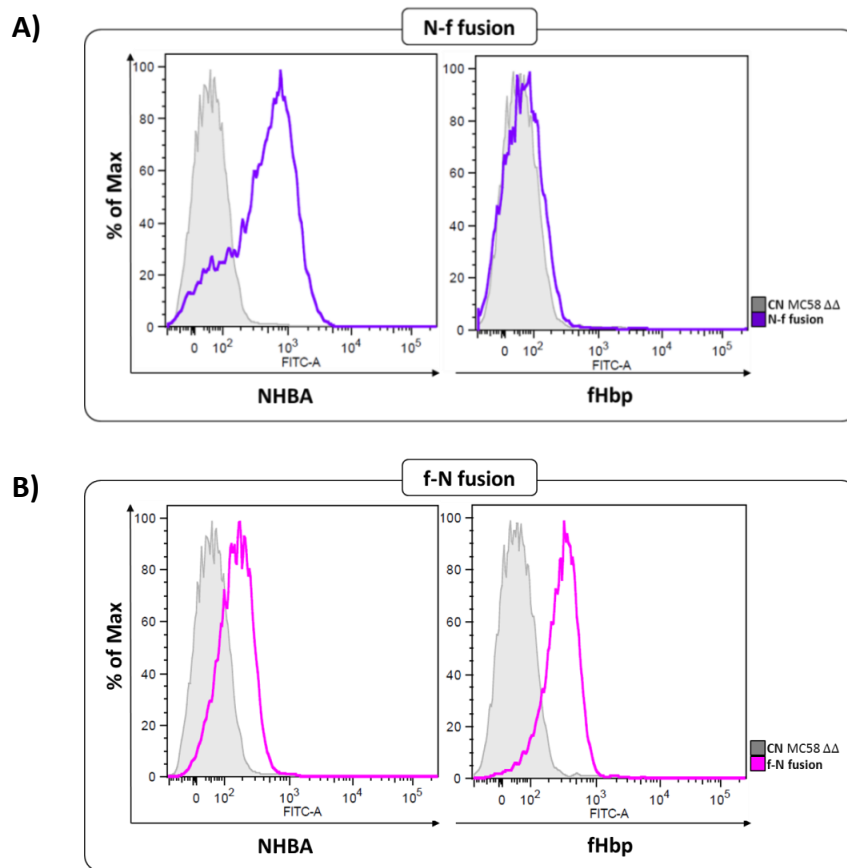 A)
N-f fusion
% of Max
100
80
60
40
20
0
0 10² 10³ 10⁴ 10⁵
FITC-A
NHBA
100
80
60
40
20
0
0 10² 10³ 10⁴ 10⁵
FITC-A
fHbp
CN MC58 ΔΔ
N-f fusion
B)
f-N fusion
% of Max
100
80
60
40
20
0
0 10² 10³ 10⁴ 10⁵
FITC-A
NHBA
100
80
60
40
20
0
0 10² 10³ 10⁴ 10⁵
FITC-A
fHbp
CN MC58 ΔΔ
f-N fusion